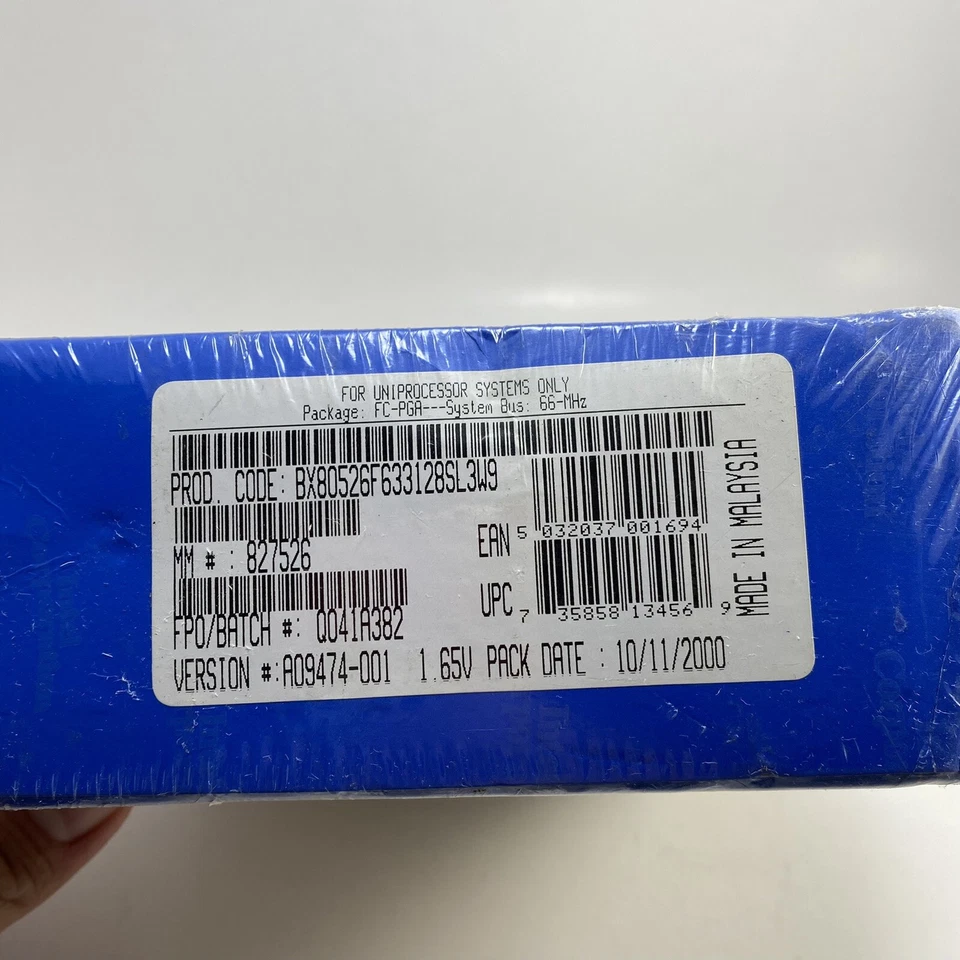 FOR UNIPROCESSOR SYSTEMS ONLY
Package: FC-PGA---System Bus: 66-MHz
PROD. CODE: BX80526F633128SL3W9
MM # : 827526
EAN 5 032037 001694
UPC 7 35858 13456 9
FPO/BATCH #: Q041A382
VERSION #:A09474-001 1.65V PACK DATE : 10/11/2000
MADE IN MALAYSIA